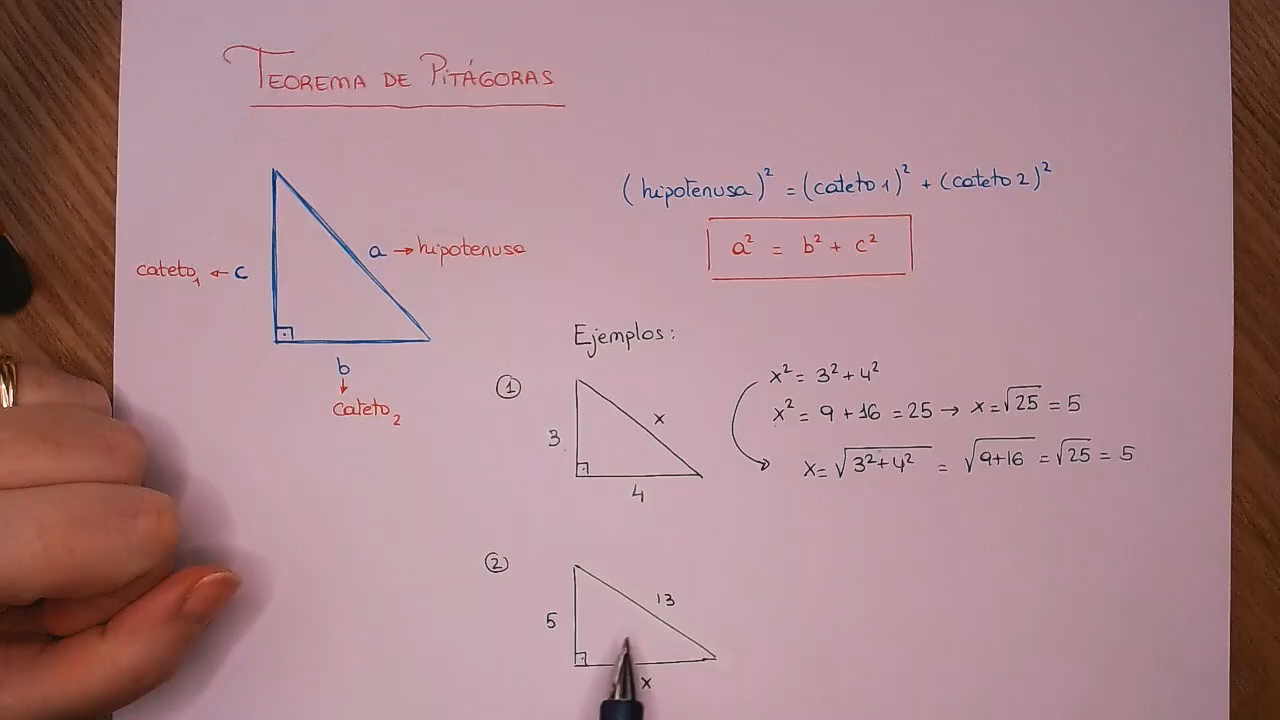 TEOREMA DE PITÁGORAS
(hipotenusa)² = (cateto 1)² + (cateto 2)²
a² = b² + c²
a → hipotenusa
cateto₁ ← c
b
↓
cateto₂
Ejemplos:
①
3
x
4
x² = 3² + 4²
x² = 9 + 16 = 25 → x = √25 = 5
x = √3²+4² = √9+16 = √25 = 5
②
5
13
x